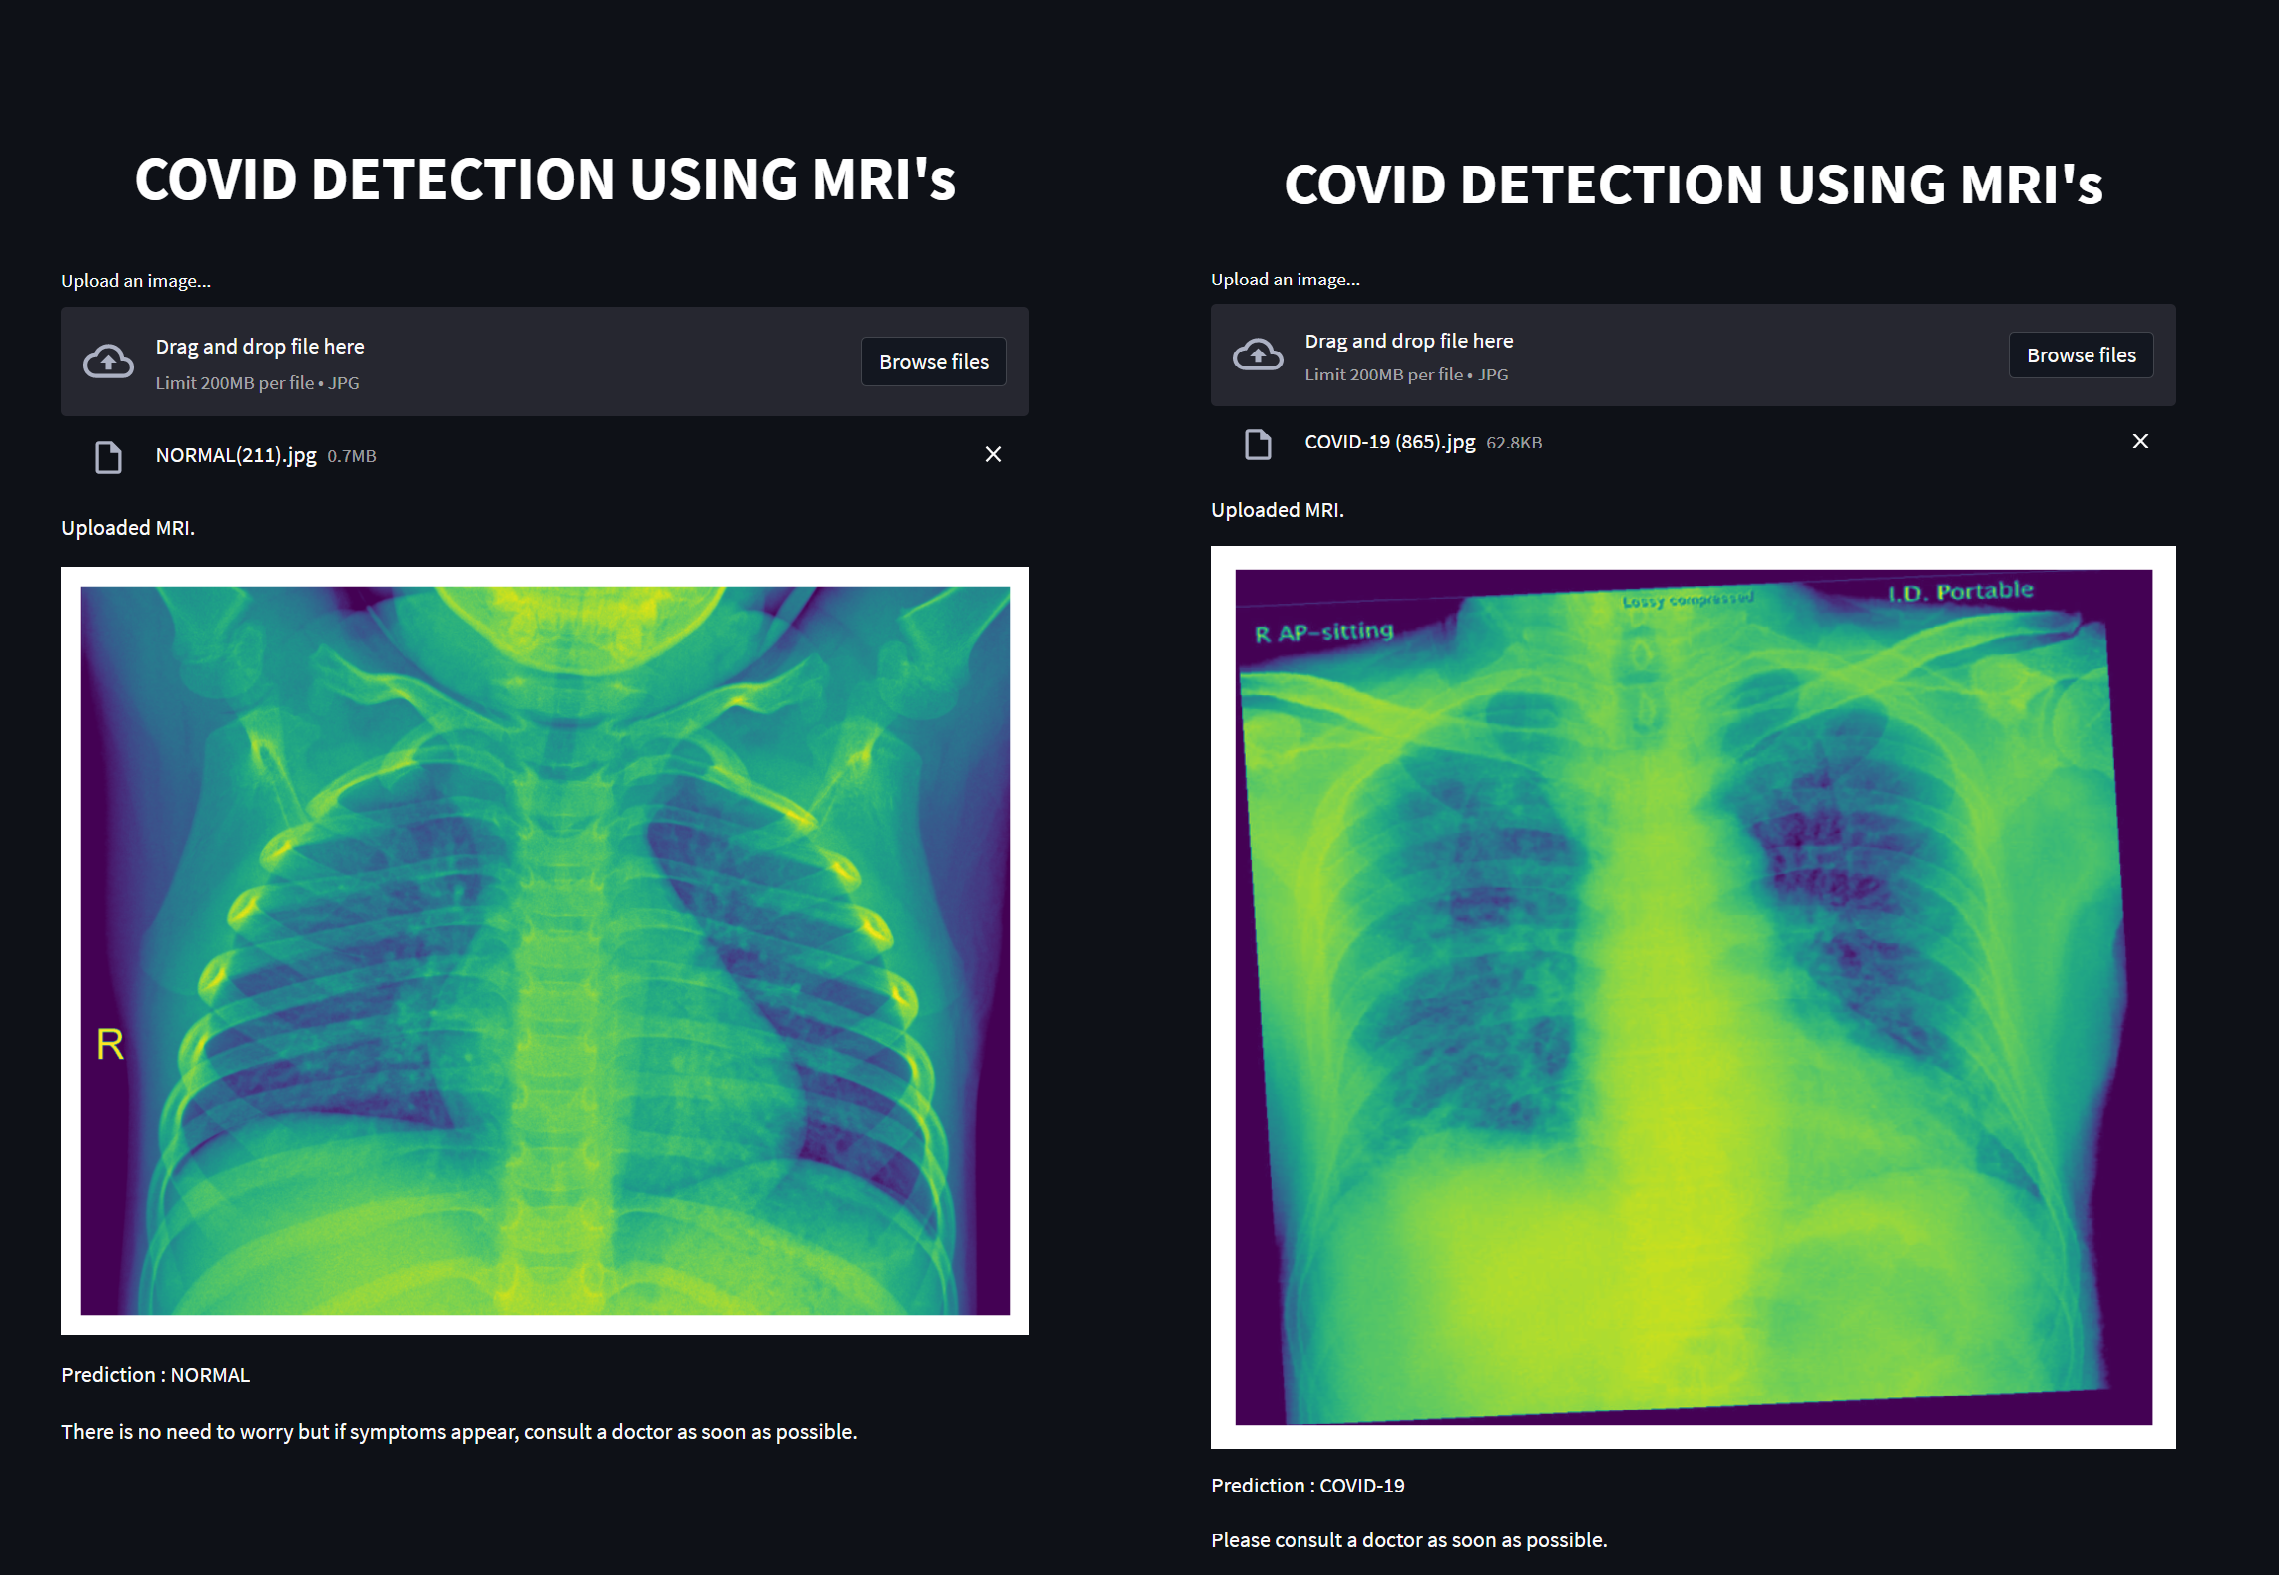 COVID DETECTION USING MRI's
Upload an image...
Drag and drop file here
Limit 200MB per file • JPG
Browse files
NORMAL(211).jpg 0.7MB
Uploaded MRI.
R
Prediction : NORMAL
There is no need to worry but if symptoms appear, consult a doctor as soon as possible.
COVID DETECTION USING MRI's
Upload an image...
Drag and drop file here
Limit 200MB per file • JPG
Browse files
COVID-19 (865).jpg 62.8KB
Uploaded MRI.
Lossy compressed
I.D. Portable
R AP-sitting
Prediction : COVID-19
Please consult a doctor as soon as possible.